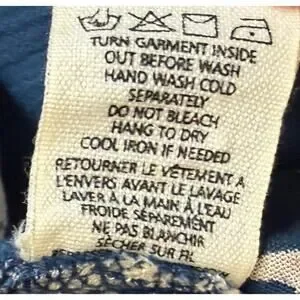 TURN GARMENT INSIDE
OUT BEFORE WASH
HAND WASH COLD
SEPARATELY
DO NOT BLEACH
HANG TO DRY
COOL IRON IF NEEDED
RETOURNER LE VÊTEMENT A
L'ENVERS AVANT LE LAVAGE
LAVER À LA MAIN À L'EAU
FROIDE SÉPAREMENT
NE PAS BLANCHIR
SÉCHER SUR FIL